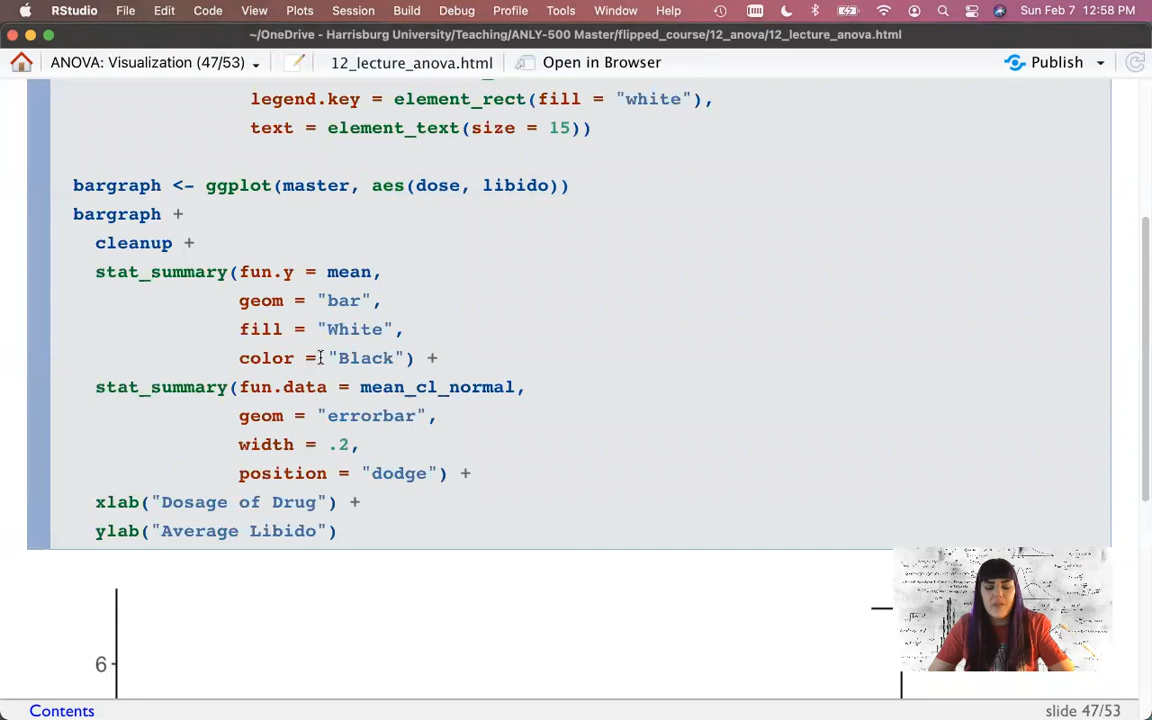 RStudio File Edit Code View Plots Session Build Debug Profile Tools Window Help Sun Feb 7 12:58 PM
~/OneDrive - Harrisburg University/Teaching/ANLY-500 Master/flipped_course/12_anova/12_lecture_anova.html
ANOVA: Visualization (47/53) 12_lecture_anova.html Open in Browser Publish
legend.key = element_rect(fill = "white"),
text = element_text(size = 15))
bargraph <- ggplot(master, aes(dose, libido))
bargraph +
cleanup +
stat_summary(fun.y = mean,
geom = "bar",
fill = "White",
color = "Black") +
stat_summary(fun.data = mean_cl_normal,
geom = "errorbar",
width = .2,
position = "dodge") +
xlab("Dosage of Drug") +
ylab("Average Libido")
6
Contents
slide 47/53